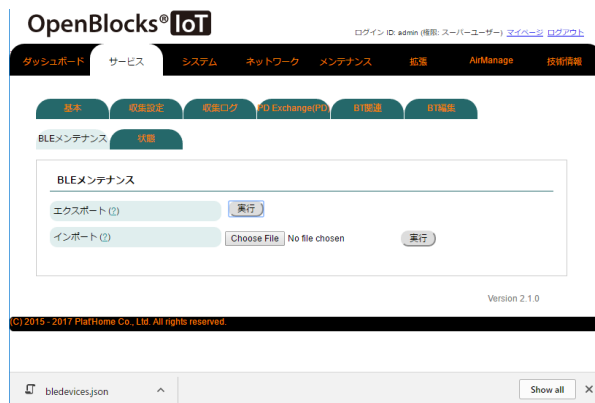 OpenBlocks® IoT
ログイン ID: admin (権限: スーパーユーザー) マイページ ログアウト
ダッシュボード サービス システム ネットワーク メンテナンス 拡張 AirManage 技術情報
基本 収集設定 収集ログ PD Exchange(PD) BT関連 BT編集
BLEメンテナンス 状態
BLEメンテナンス
エクスポート (?) 実行
インポート (?) Choose File No file chosen 実行
Version 2.1.0
(C) 2015 - 2017 Plat'Home Co., Ltd. All rights reserved.
bledevices.json Show all